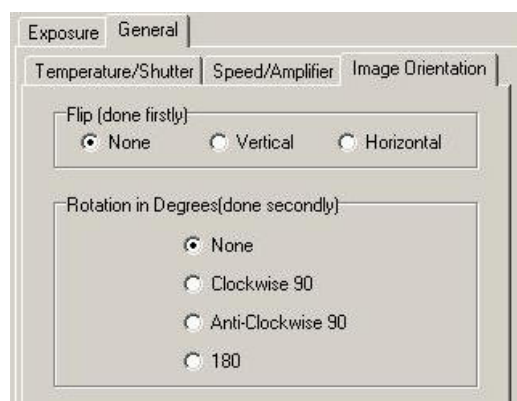 Exposure General
Temperature/Shutter Speed/Amplifier Image Orientation
Flip (done firstly)
None Vertical Horizontal
Rotation in Degrees(done secondly)
None
Clockwise 90
Anti-Clockwise 90
180